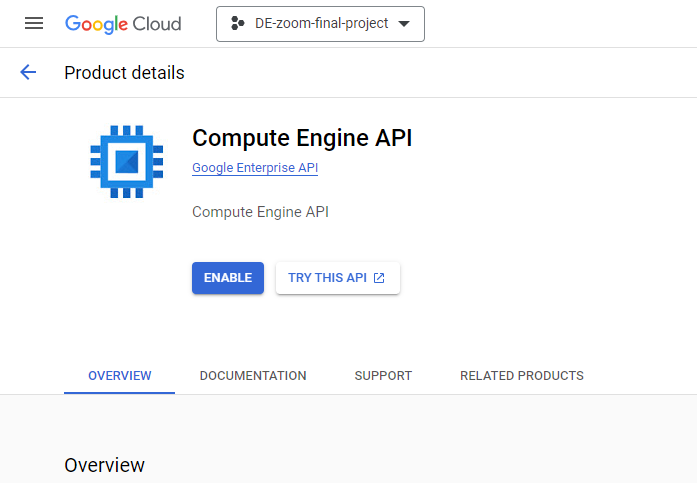 Google Cloud
DE-zoom-final-project
Product details
Compute Engine API
Google Enterprise API
Compute Engine API
ENABLE
TRY THIS API
OVERVIEW DOCUMENTATION SUPPORT RELATED PRODUCTS
Overview